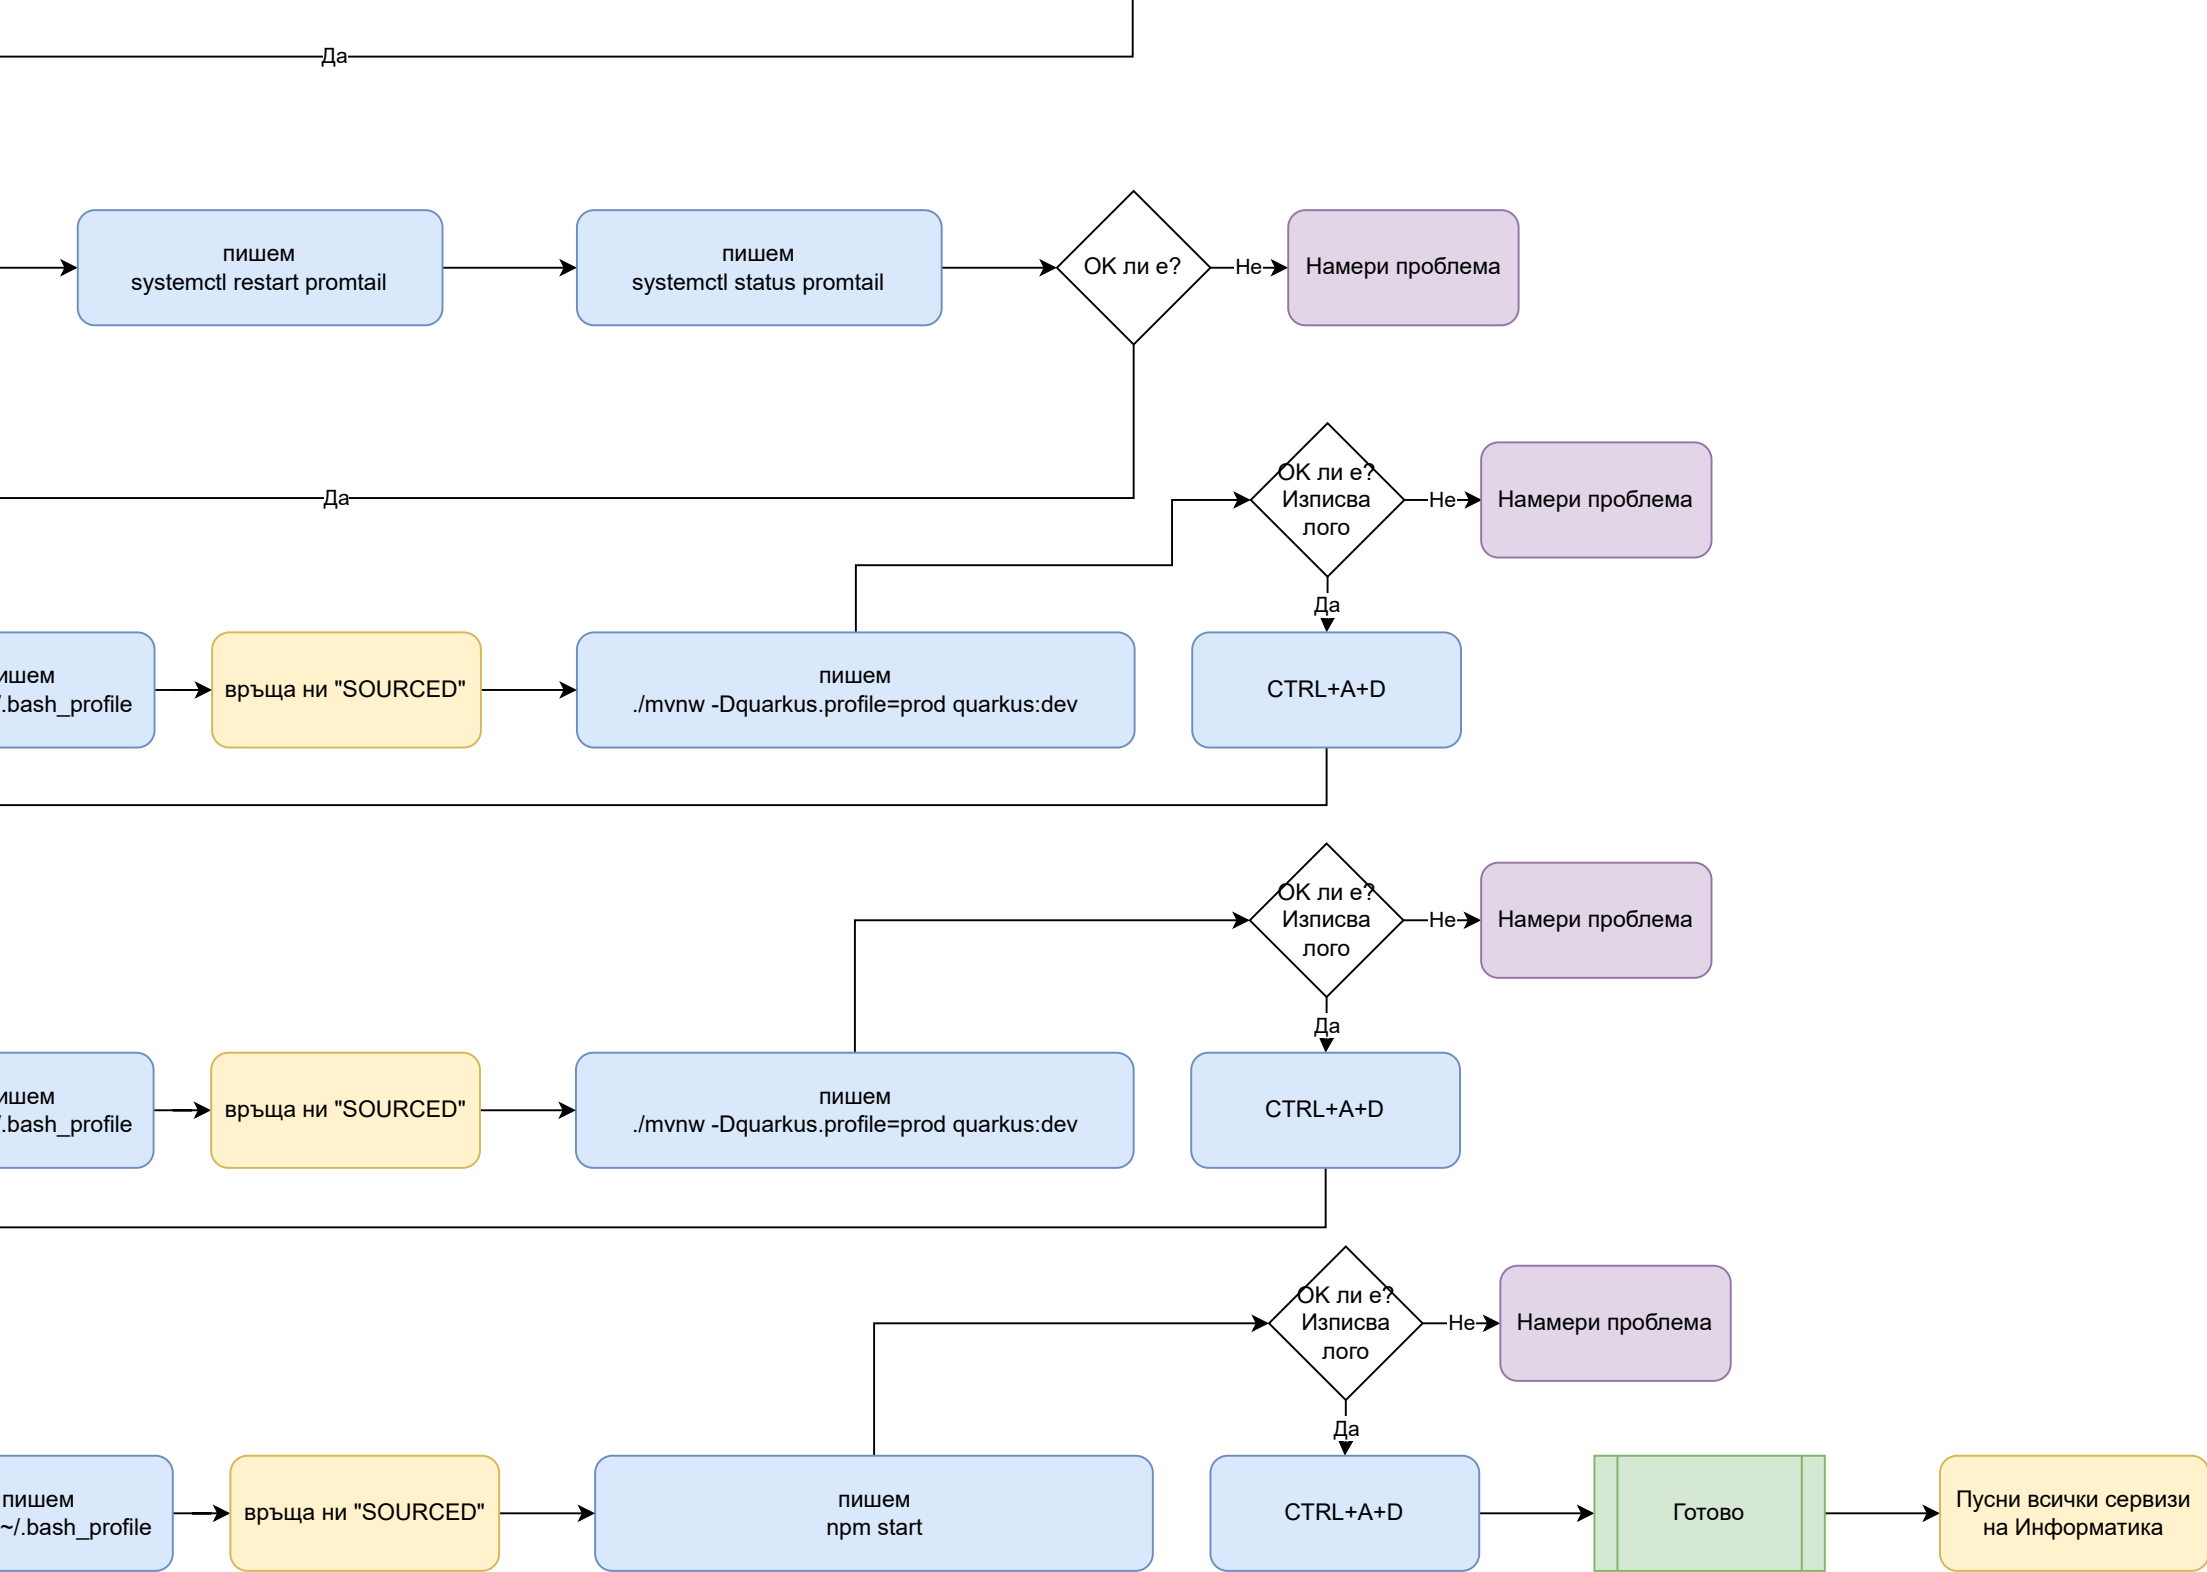 Да
пишем
systemctl restart promtail
пишем
systemctl status promtail
OK ли е?
Не
Намери проблема
Да
OK ли е?
Изписва
лого
Не
Намери проблема
Да
ишем
.bash_profile
връща ни "SOURCED"
пишем
./mvnw -Dquarkus.profile=prod quarkus:dev
CTRL+A+D
OK ли е?
Изписва
лого
Не
Намери проблема
Да
ишем
.bash_profile
връща ни "SOURCED"
пишем
./mvnw -Dquarkus.profile=prod quarkus:dev
CTRL+A+D
OK ли е?
Изписва
лого
Не
Намери проблема
Да
пишем
~/.bash_profile
връща ни "SOURCED"
пишем
npm start
CTRL+A+D
Готово
Пусни всички сервизи
на Информатика